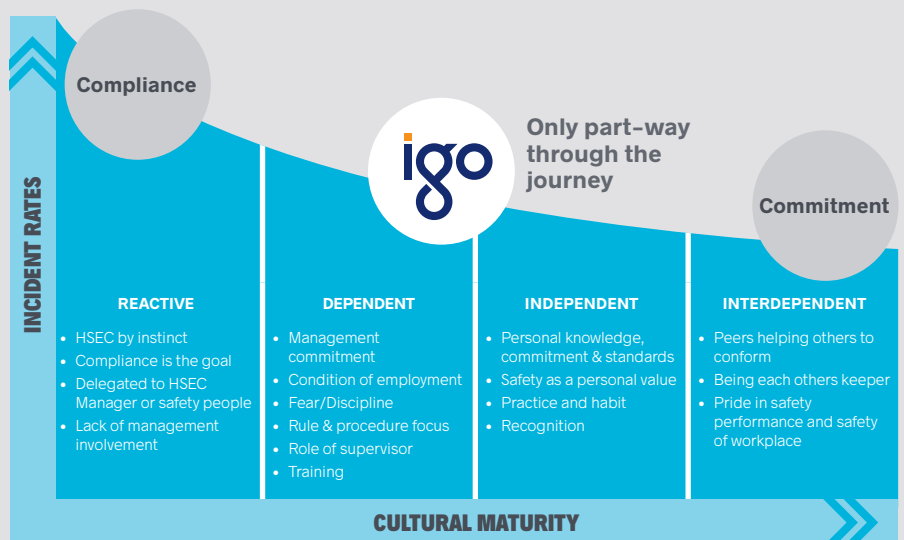 Compliance
igo
Only part-way
through the
journey
Commitment
INCIDENT RATES
REACTIVE
• HSEC by instinct
• Compliance is the goal
• Delegated to HSEC
Manager or safety people
• Lack of management
involvement
DEPENDENT
• Management
commitment
• Condition of employment
• Fear/Discipline
• Rule & procedure focus
• Role of supervisor
• Training
INDEPENDENT
• Personal knowledge,
commitment & standards
• Safety as a personal value
• Practice and habit
• Recognition
INTERDEPENDENT
• Peers helping others to
conform
• Being each others keeper
• Pride in safety
performance and safety
of workplace
CULTURAL MATURITY